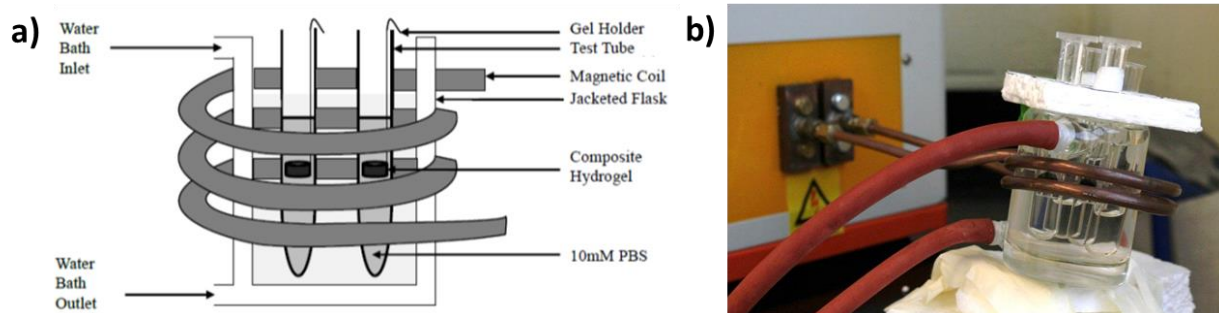 a)
Water
Bath
Inlet
Gel Holder
Test Tube
Magnetic Coil
Jacketed Flask
Composite
Hydrogel
Water
Bath
Outlet
10mM PBS
b)